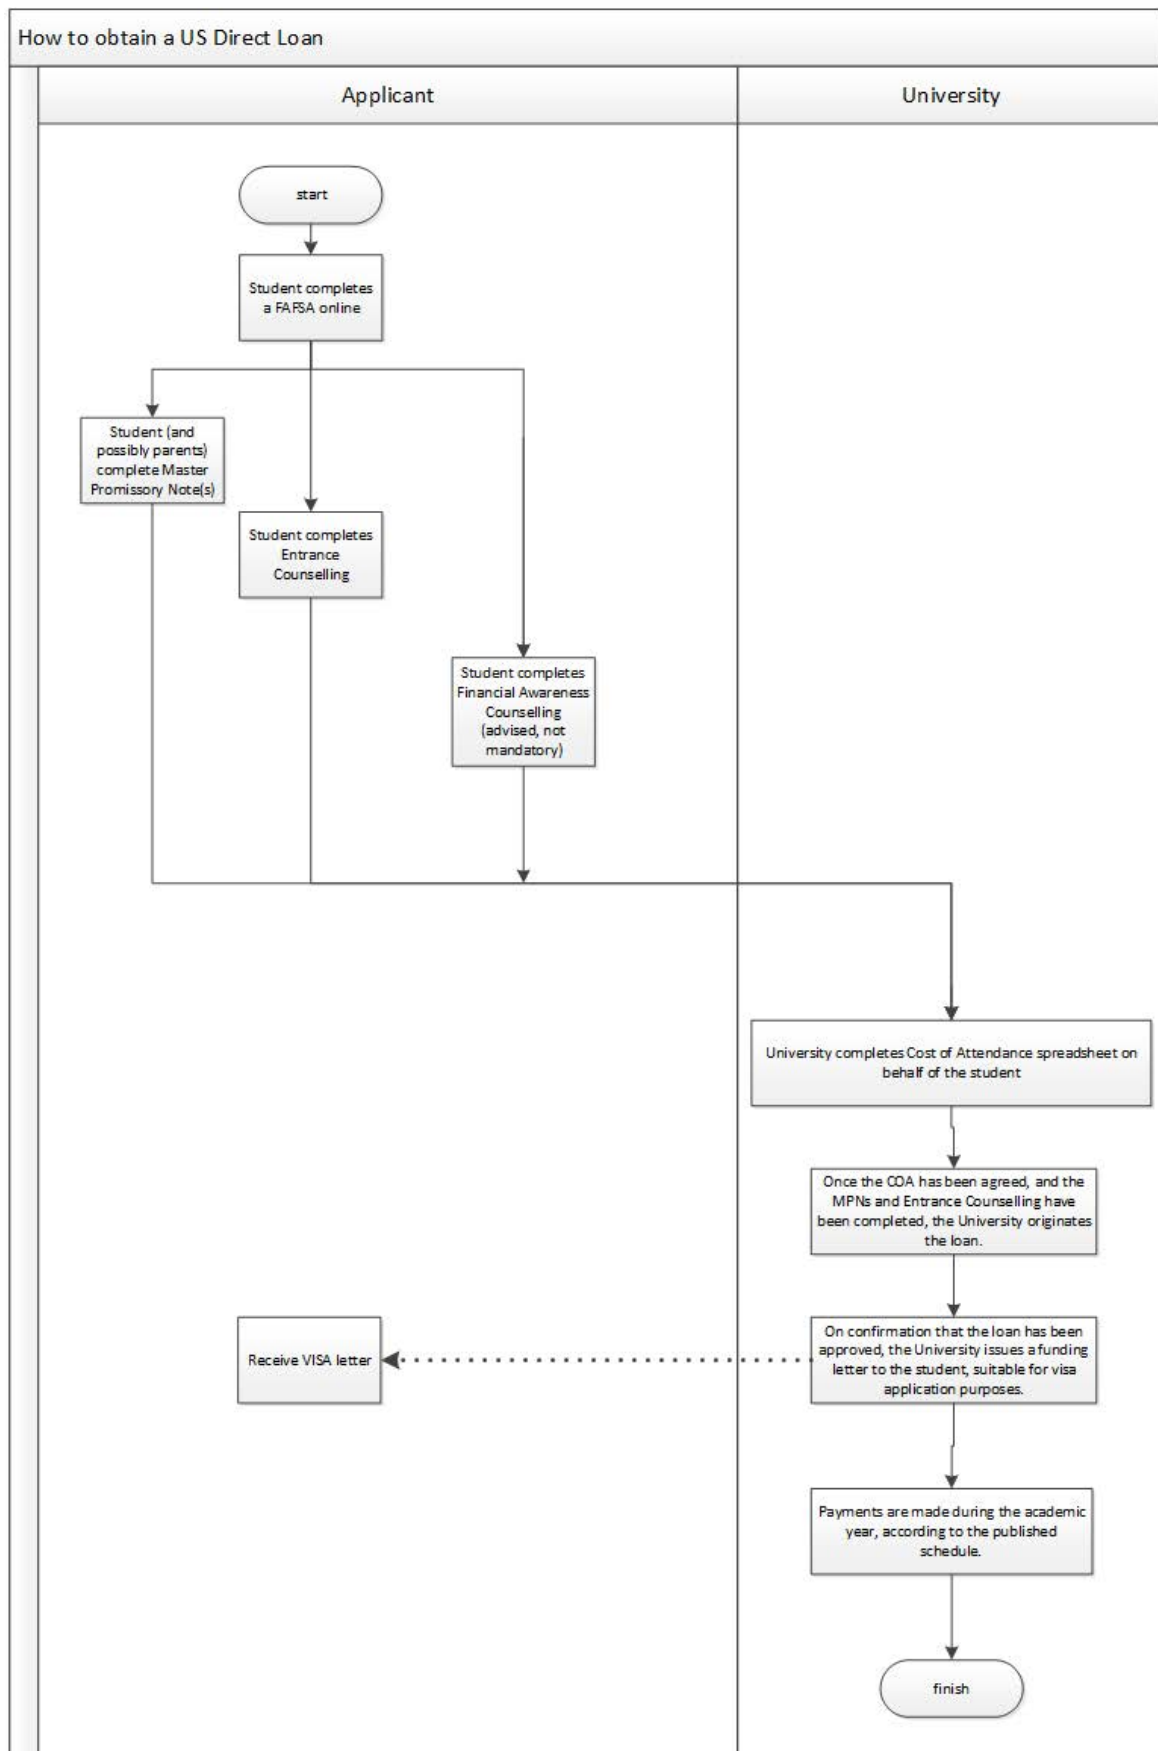 How to obtain a US Direct Loan
Applicant
University
start
Student completes
a FAFSA online
Student (and
possibly parents)
complete Master
Promissory Note(s)
Student completes
Entrance
Counselling
Student completes
Financial Awareness
Counselling
(advised, not
mandatory)
University completes Cost of Attendance spreadsheet on
behalf of the student
Once the COA has been agreed, and the
MPNs and Entrance Counselling have
been completed, the University originates
the loan.
Receive VISA letter
On confirmation that the loan has been
approved, the University issues a funding
letter to the student, suitable for visa
application purposes.
Payments are made during the academic
year, according to the published
schedule.
finish